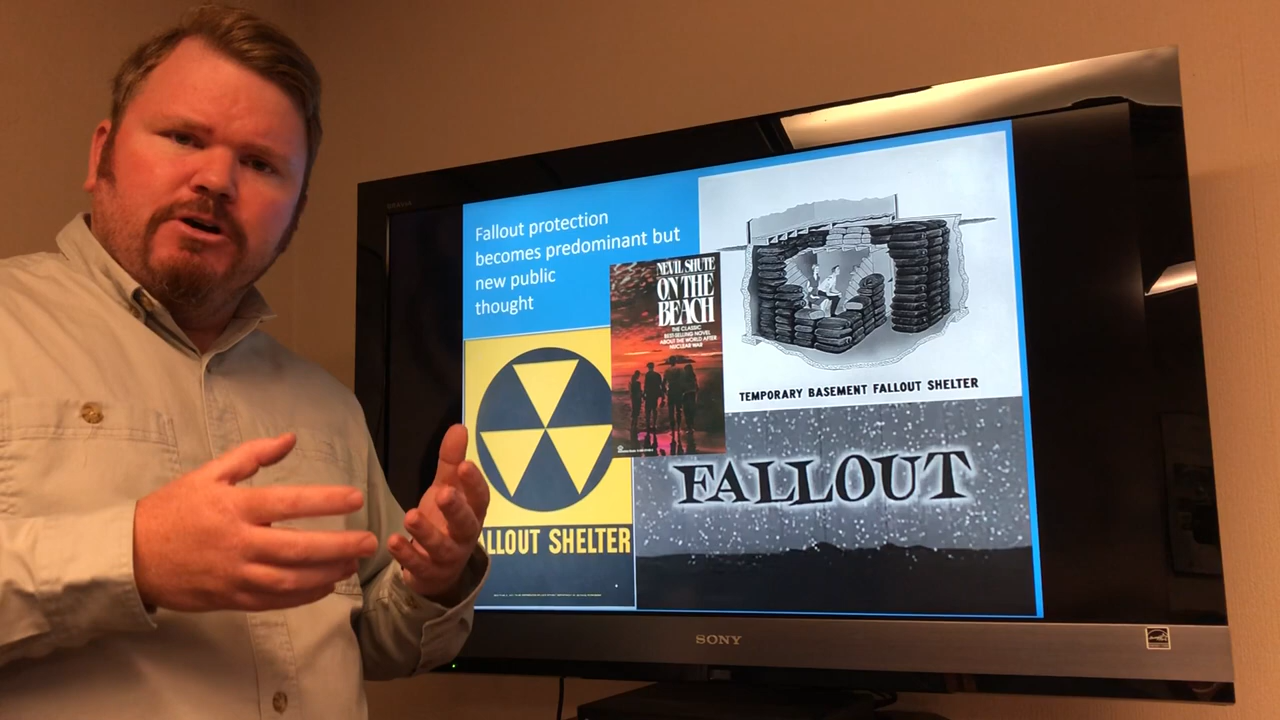 BRAVIA
Fallout protection
becomes predominant but
new public
thought
NEVIL SHUTE
ON THE
BEACH
THE CLASSIC
BEST-SELLING NOVEL
ABOUT THE WORLD AFTER
NUCLEAR WAR
TEMPORARY BASEMENT FALLOUT SHELTER
ALLOUT SHELTER
FALLOUT
SONY